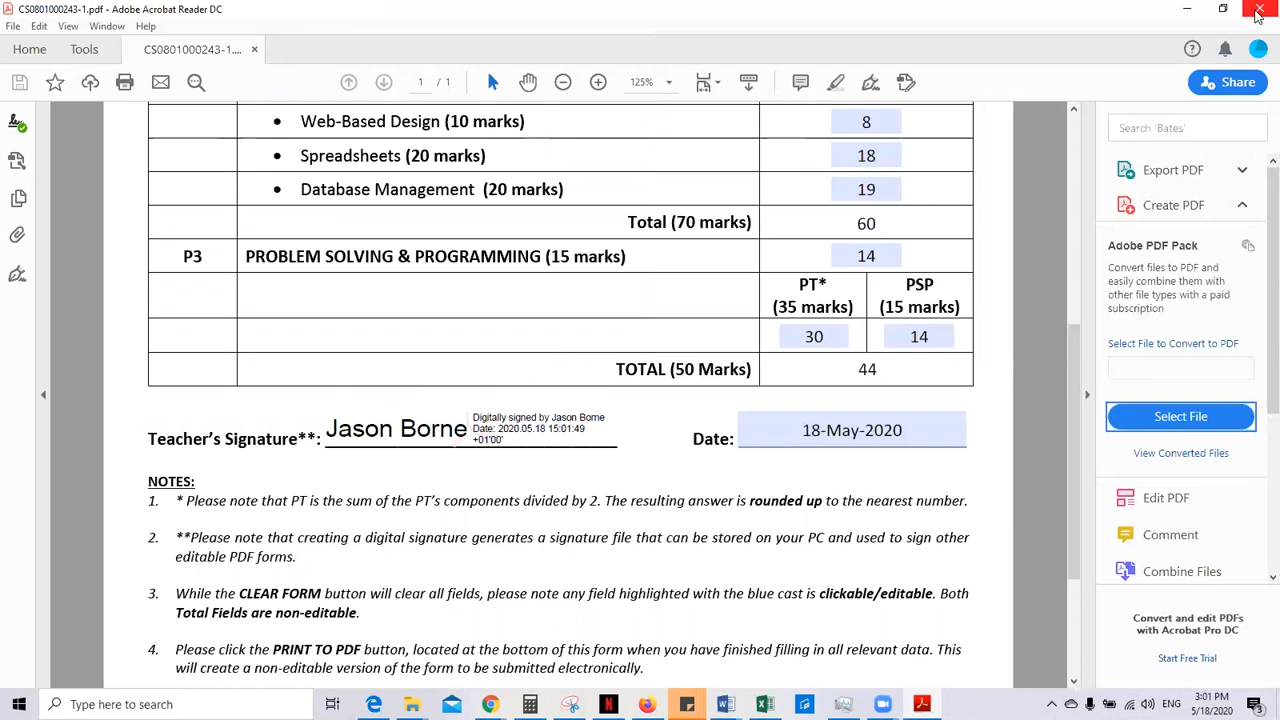 CS0801000243-1.pdf - Adobe Acrobat Reader DC
File Edit View Window Help
Home Tools CS0801000243-1....
1 / 1 125% Share
Search 'Bates'
Export PDF
Create PDF
Adobe PDF Pack
Convert files to PDF and
easily combine them with
other file types with a paid
subscription
Select File to Convert to PDF
Select File
View Converted Files
Edit PDF
Comment
Combine Files
Convert and edit PDFs
with Acrobat Pro DC
Start Free Trial
• Web-Based Design (10 marks) 8
• Spreadsheets (20 marks) 18
• Database Management (20 marks) 19
Total (70 marks) 60
P3 PROBLEM SOLVING & PROGRAMMING (15 marks) 14
PT* PSP
(35 marks) (15 marks)
30 14
TOTAL (50 Marks) 44
Teacher's Signature**: Jason Borne Digitally signed by Jason Borne
Date: 2020.05.18 15:01:49
+01'00'
Date: 18-May-2020
NOTES:
1. * Please note that PT is the sum of the PT's components divided by 2. The resulting answer is rounded up to the nearest number.
2. **Please note that creating a digital signature generates a signature file that can be stored on your PC and used to sign other
editable PDF forms.
3. While the CLEAR FORM button will clear all fields, please note any field highlighted with the blue cast is clickable/editable. Both
Total Fields are non-editable.
4. Please click the PRINT TO PDF button, located at the bottom of this form when you have finished filling in all relevant data. This
will create a non-editable version of the form to be submitted electronically.
Type here to search
ENG
3:01 PM
5/18/2020
3